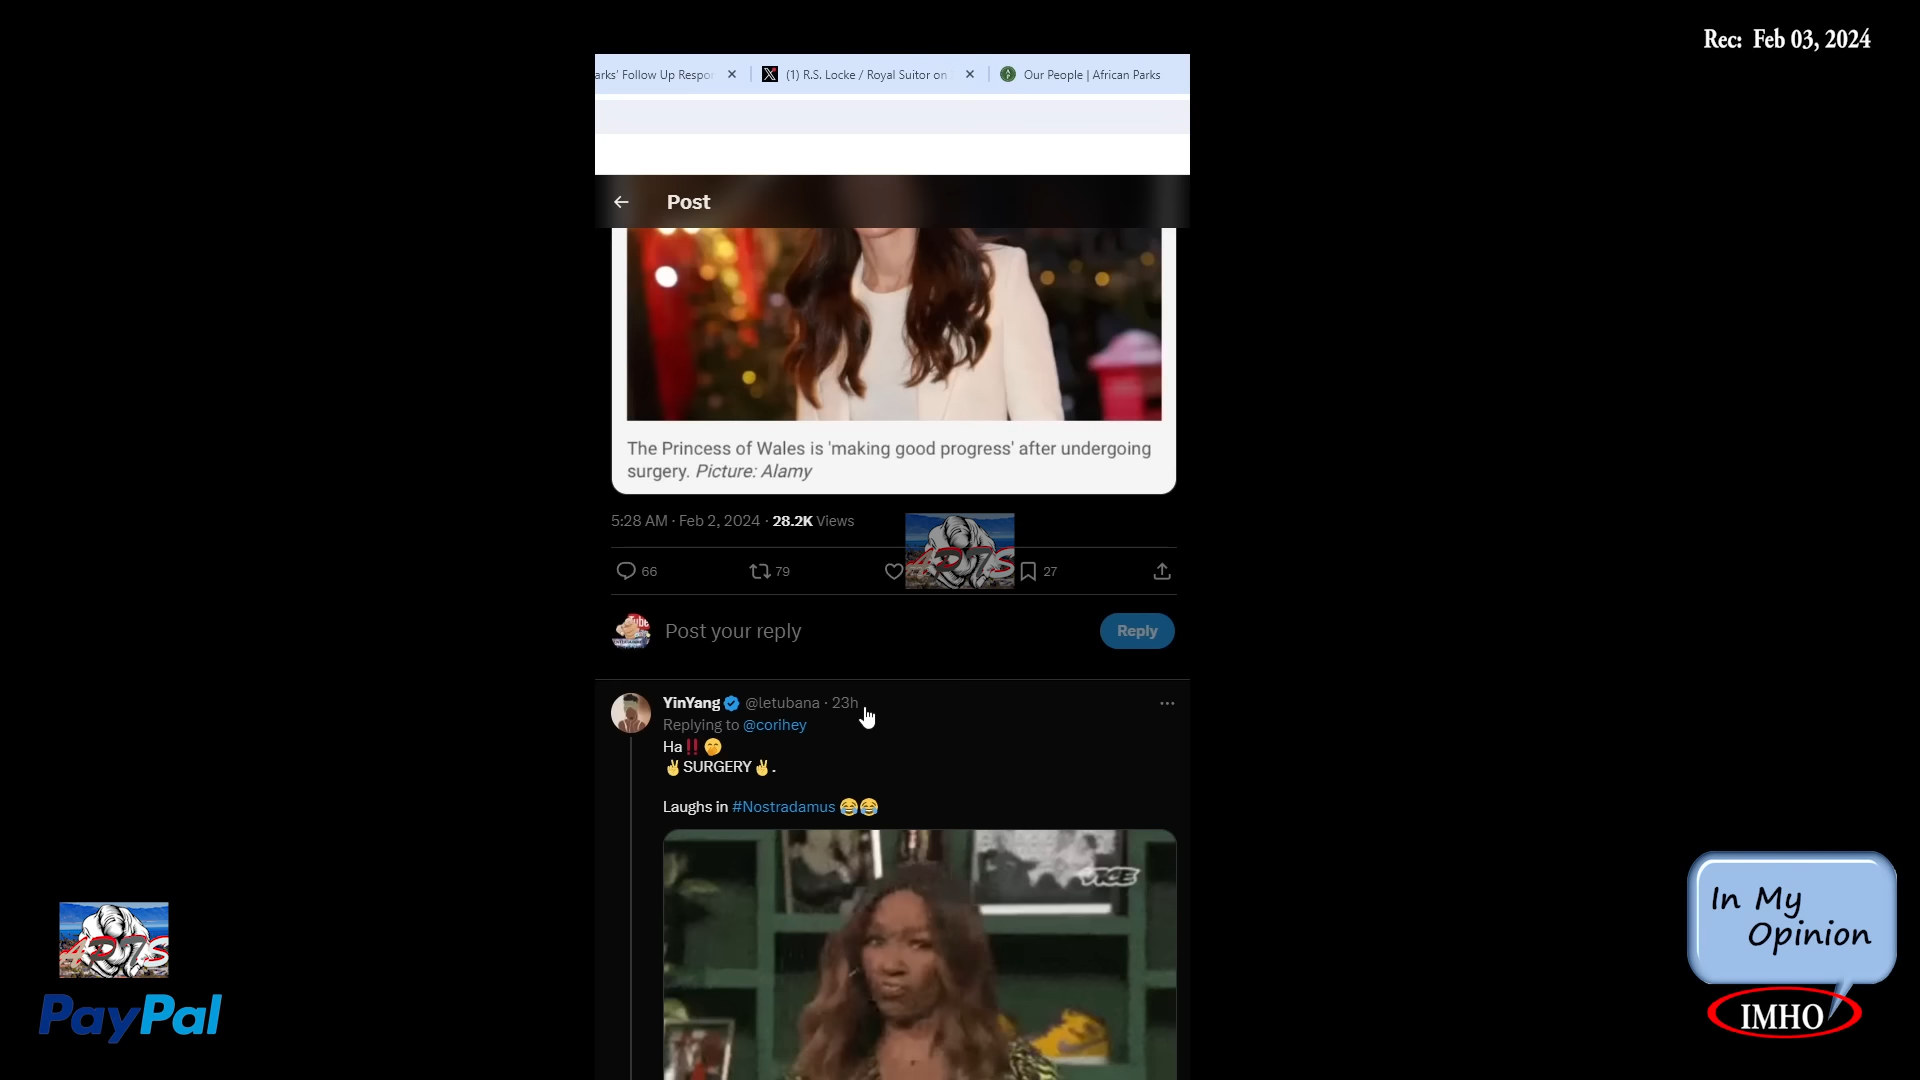 Rec: Feb 03, 2024
arks' Follow Up Respo
(1) R.S. Locke / Royal Suitor on
Our People | African Parks
Post
The Princess of Wales is 'making good progress' after undergoing
surgery. Picture: Alamy
5:28 AM · Feb 2, 2024 · 28.2K Views
66
79
27
Post your reply
Reply
YinYang @letubana · 23h
Replying to @corihey
Ha‼️🤭
✌️SURGERY✌️.
Laughs in #Nostradamus 😂😂
VICE
In My
Opinion
IMHO
PayPal